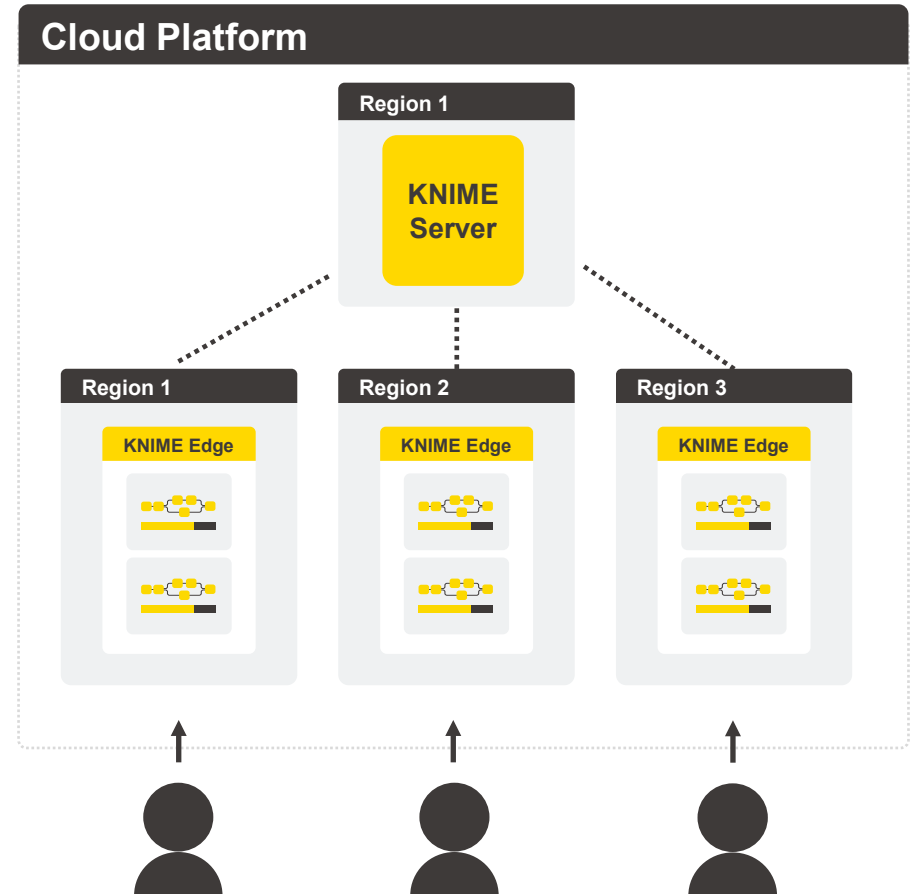 Cloud Platform
Region 1
KNIME
Server
Region 1
Region 2
Region 3
KNIME Edge
KNIME Edge
KNIME Edge